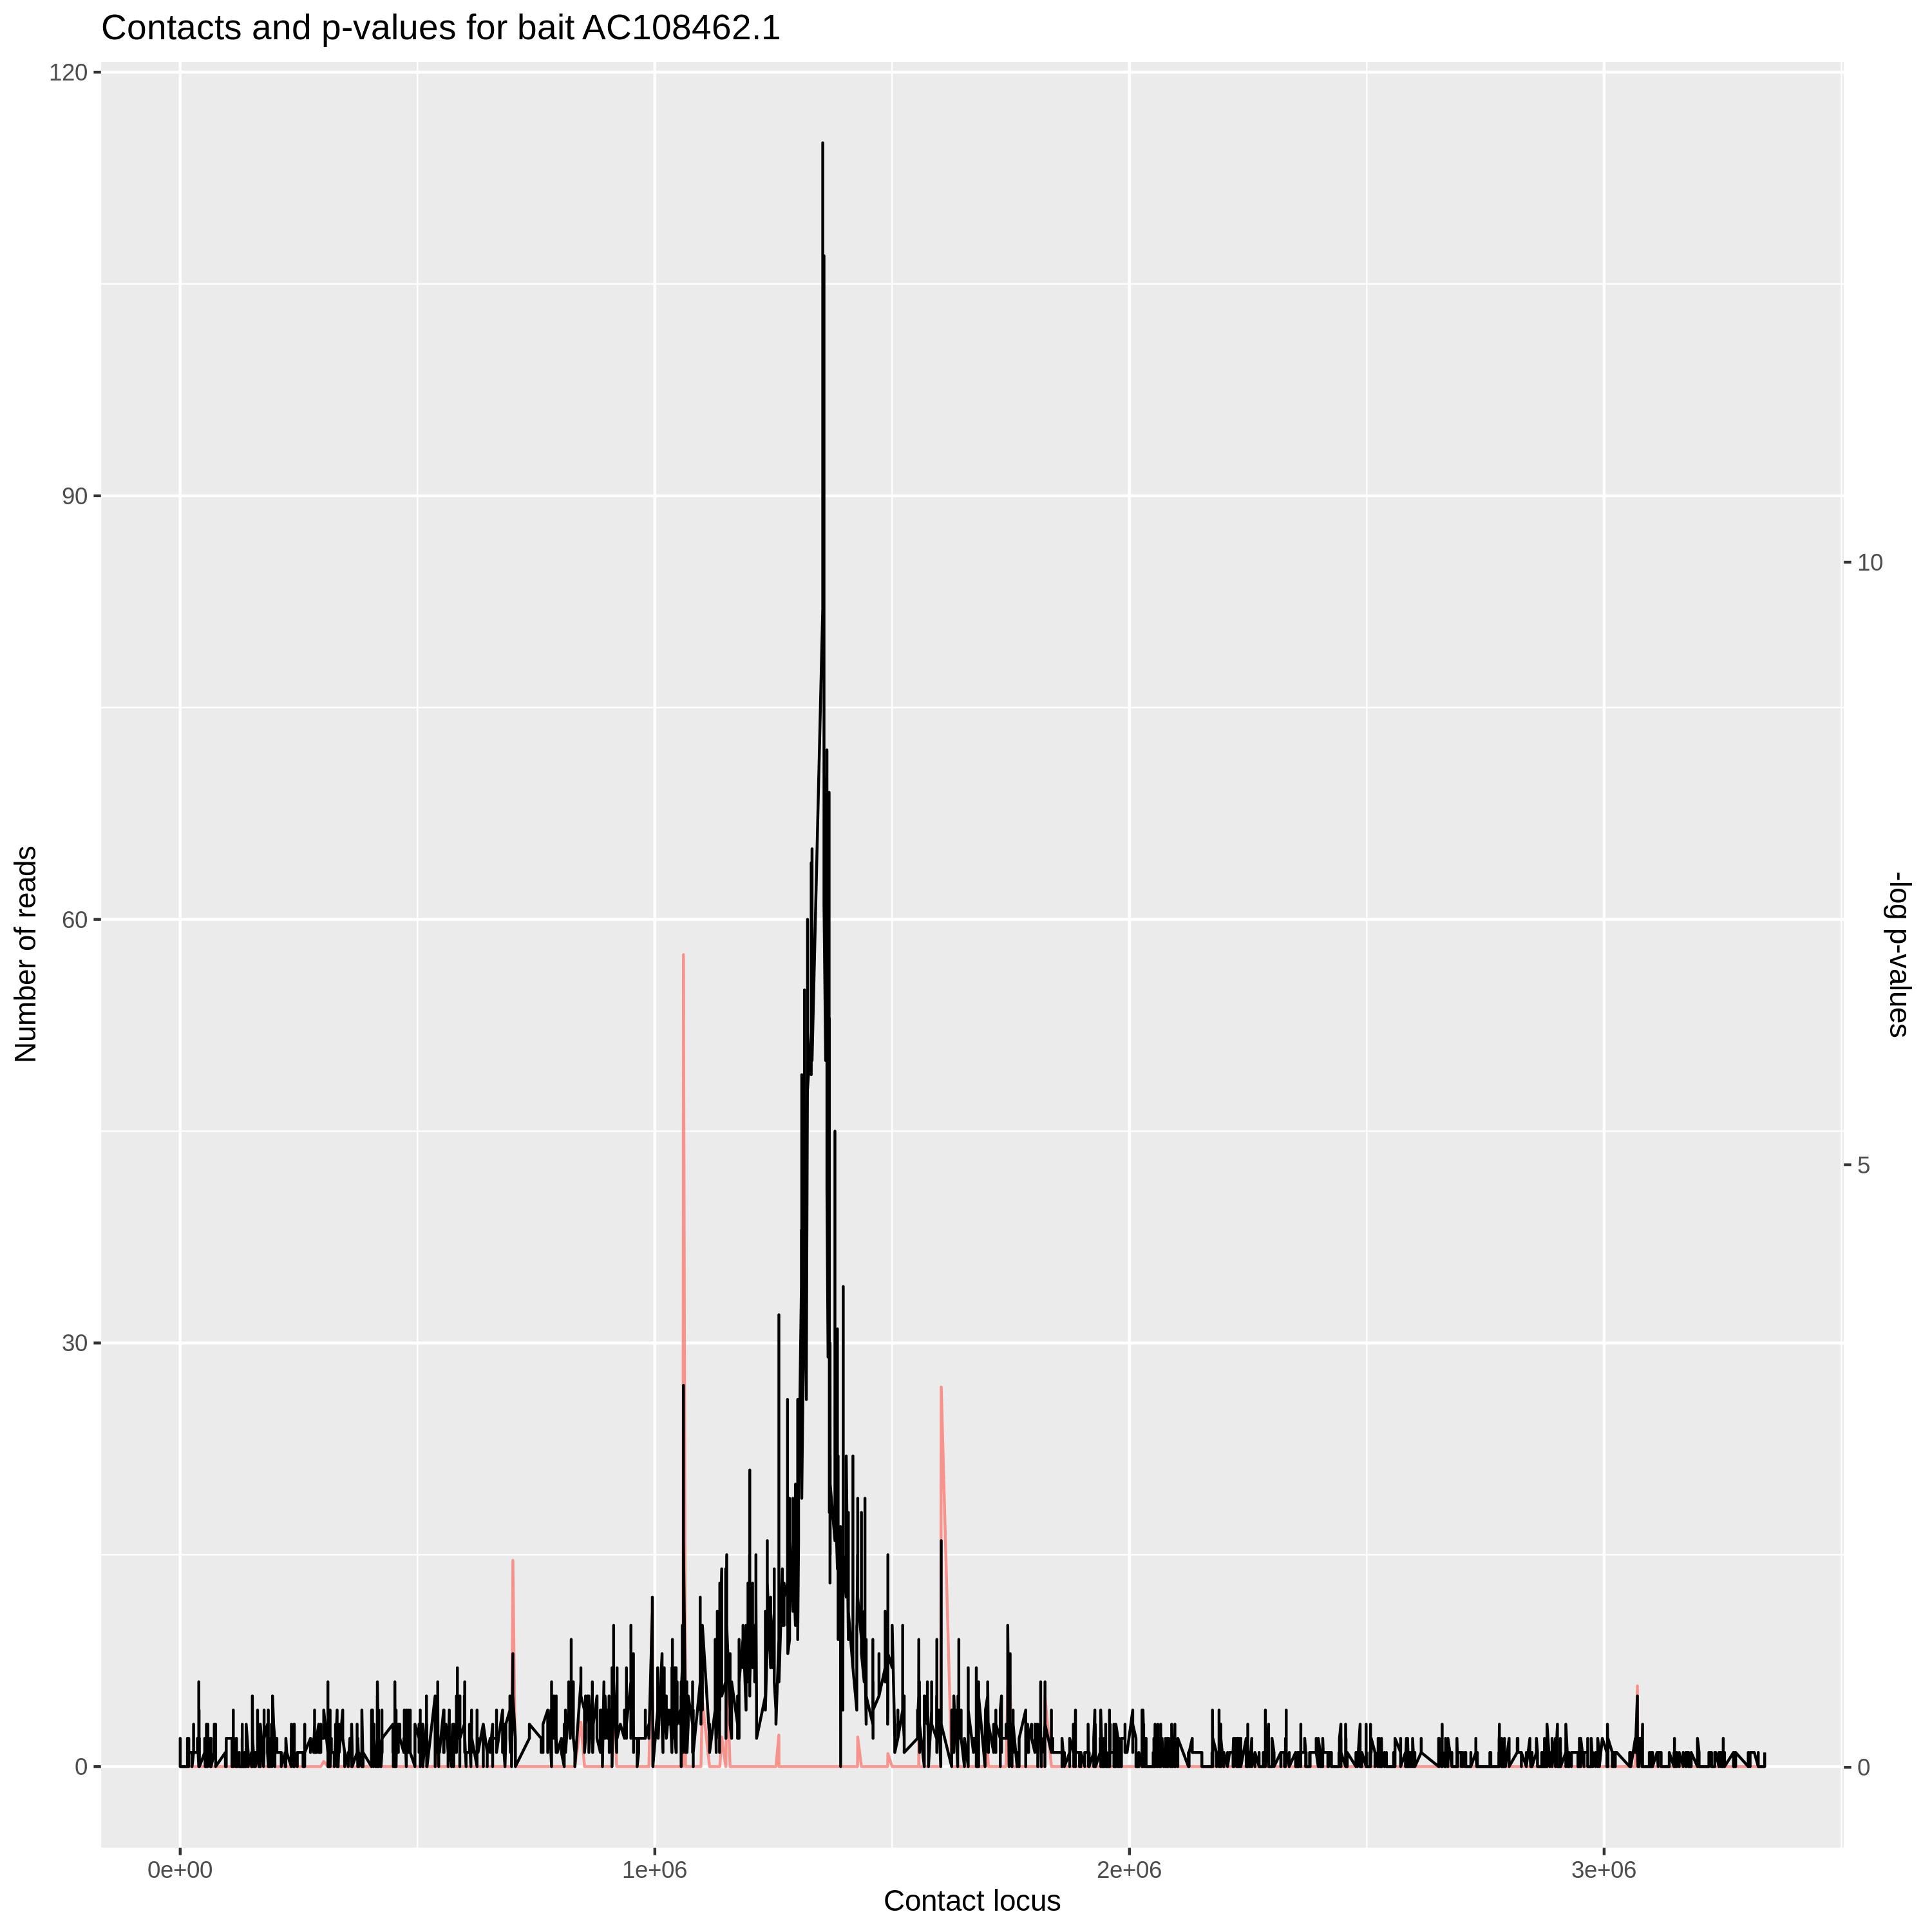 Contacts and p-values for bait AC108462.1
120
90
60
30
0
Number of reads
10
5
0
-log p-values
0e+00
1e+06
2e+06
3e+06
Contact locus